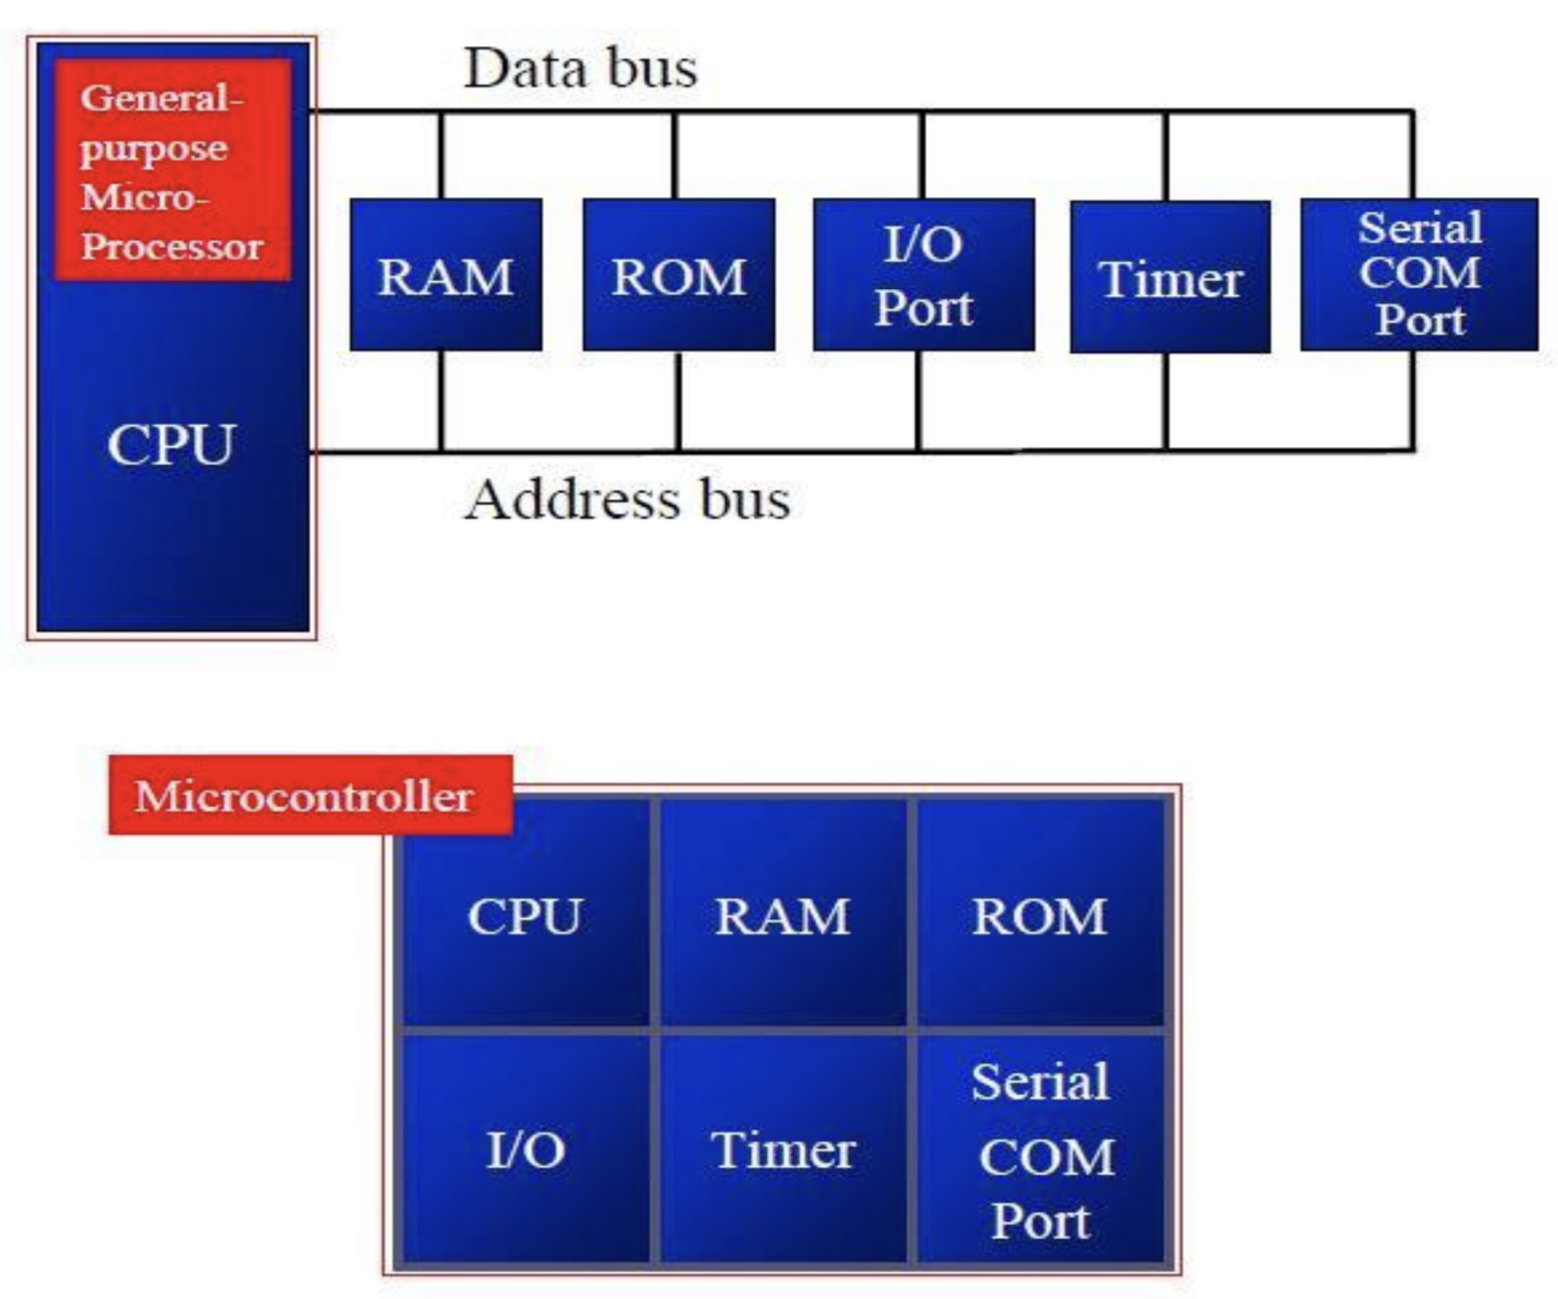 Data bus
General-
purpose
Micro-
Processor
CPU
RAM
ROM
I/O
Port
Timer
Serial
COM
Port
Address bus
Microcontroller
CPU
RAM
ROM
I/O
Timer
Serial
COM
Port